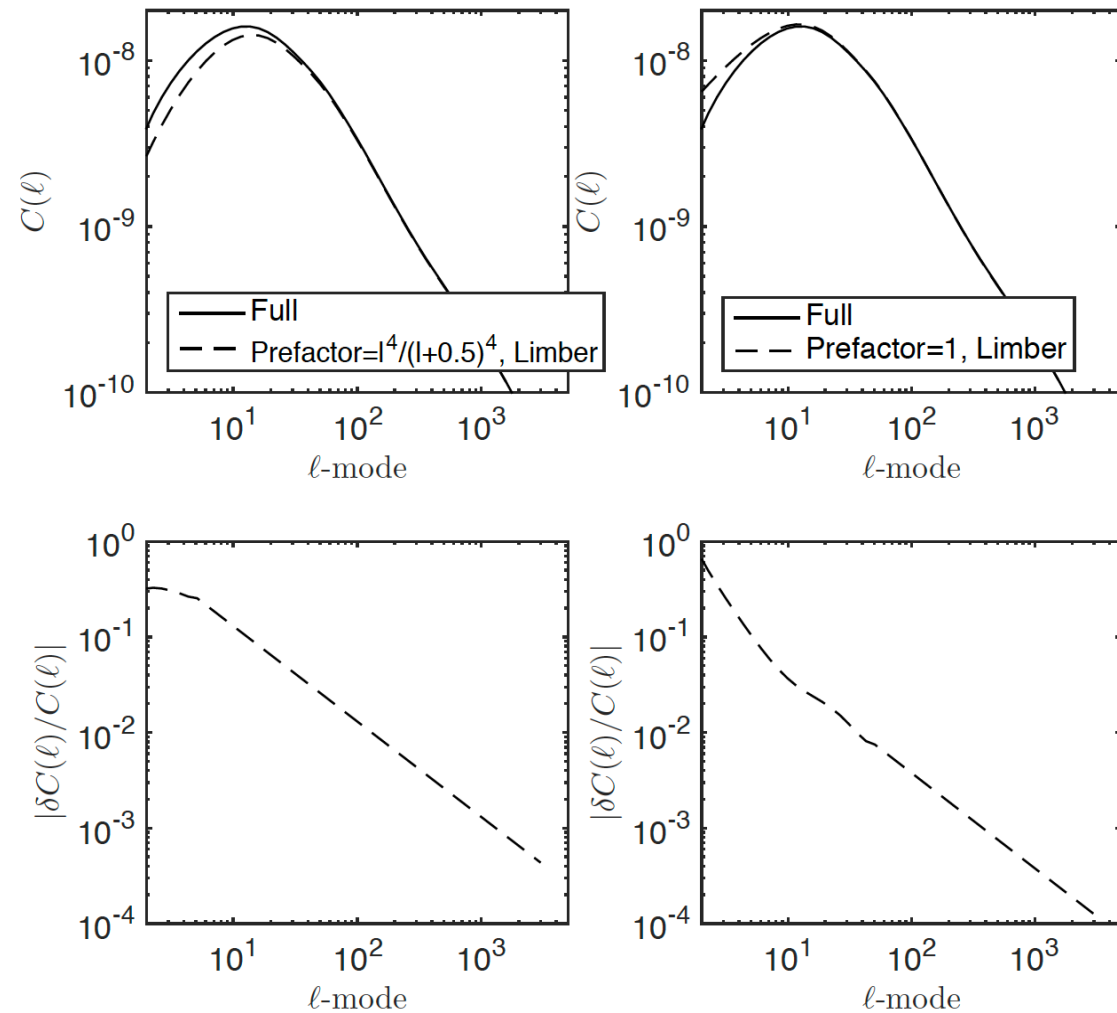 10^-8
10^-9
10^-10
C(ℓ)
Full
Prefactor=l^4/(l+0.5)^4, Limber
10^1
10^2
10^3
ℓ-mode
10^-8
10^-9
10^-10
C(ℓ)
Full
Prefactor=1, Limber
10^1
10^2
10^3
ℓ-mode
10^0
10^-1
10^-2
10^-3
10^-4
|δC(ℓ)/C(ℓ)|
10^1
10^2
10^3
ℓ-mode
10^0
10^-1
10^-2
10^-3
10^-4
|δC(ℓ)/C(ℓ)|
10^1
10^2
10^3
ℓ-mode